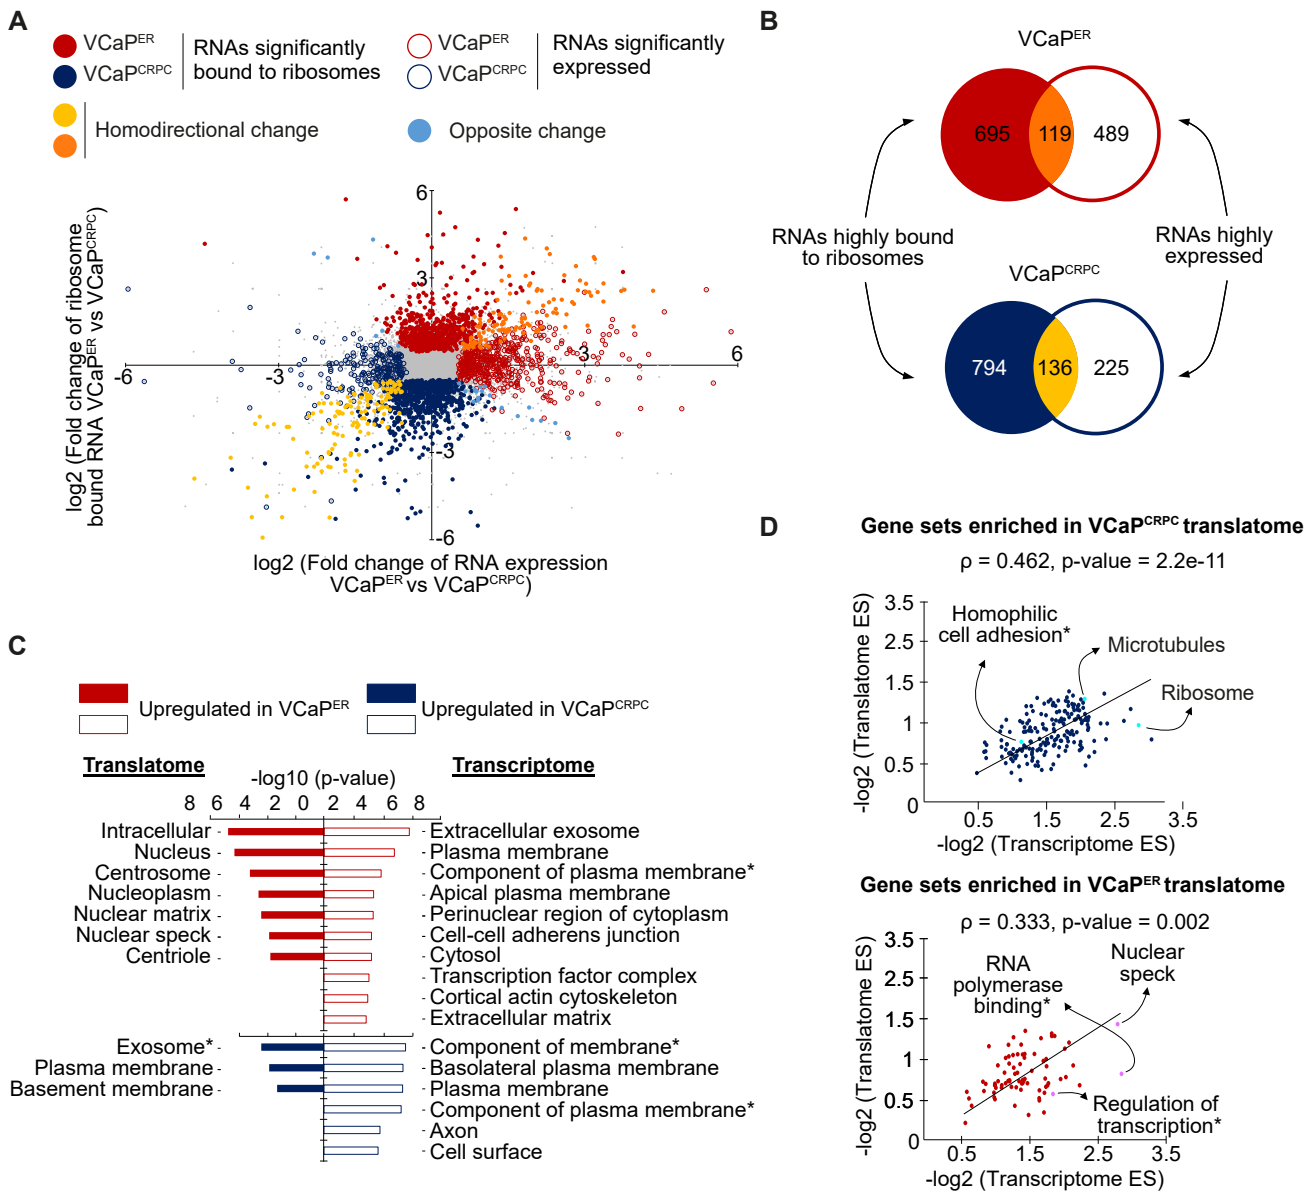 A
VCaP^ER
VCaP^CRPC
RNAs significantly
bound to ribosomes
VCaP^ER
VCaP^CRPC
RNAs significantly
expressed
Homodirectional change
Opposite change
6
3
-3
-6
-6
-3
3
6
log2 (Fold change of ribosome
bound RNA VCaP^ER vs VCaP^CRPC)
log2 (Fold change of RNA expression
VCaP^ER vs VCaP^CRPC)
B
VCaP^ER
695
119
489
RNAs highly bound
to ribosomes
RNAs highly
expressed
VCaP^CRPC
794
136
225
C
Upregulated in VCaP^ER
Upregulated in VCaP^CRPC
Translatome
-log10 (p-value)
Transcriptome
8 6 4 2 0 2 4 6 8
Intracellular
Nucleus
Centrosome
Nucleoplasm
Nuclear matrix
Nuclear speck
Centriole
Extracellular exosome
Plasma membrane
Component of plasma membrane*
Apical plasma membrane
Perinuclear region of cytoplasm
Cell-cell adherens junction
Cytosol
Transcription factor complex
Cortical actin cytoskeleton
Extracellular matrix
Exosome*
Plasma membrane
Basement membrane
Component of membrane*
Basolateral plasma membrane
Plasma membrane
Component of plasma membrane*
Axon
Cell surface
D
Gene sets enriched in VCaP^CRPC translatome
ρ = 0.462, p-value = 2.2e-11
-log2 (Translatome ES)
3.5
2.5
1.5
1
0.5
0
Homophilic
cell adhesion*
Microtubules
Ribosome
0.5 1.5 2.5 3.5
-log2 (Transcriptome ES)
Gene sets enriched in VCaP^ER translatome
ρ = 0.333, p-value = 0.002
-log2 (Translatome ES)
3.5
2.5
1.5
1
0.5
0
RNA
polymerase
binding*
Nuclear
speck
Regulation of
transcription*
0.5 1.5 2.5 3.5
-log2 (Transcriptome ES)